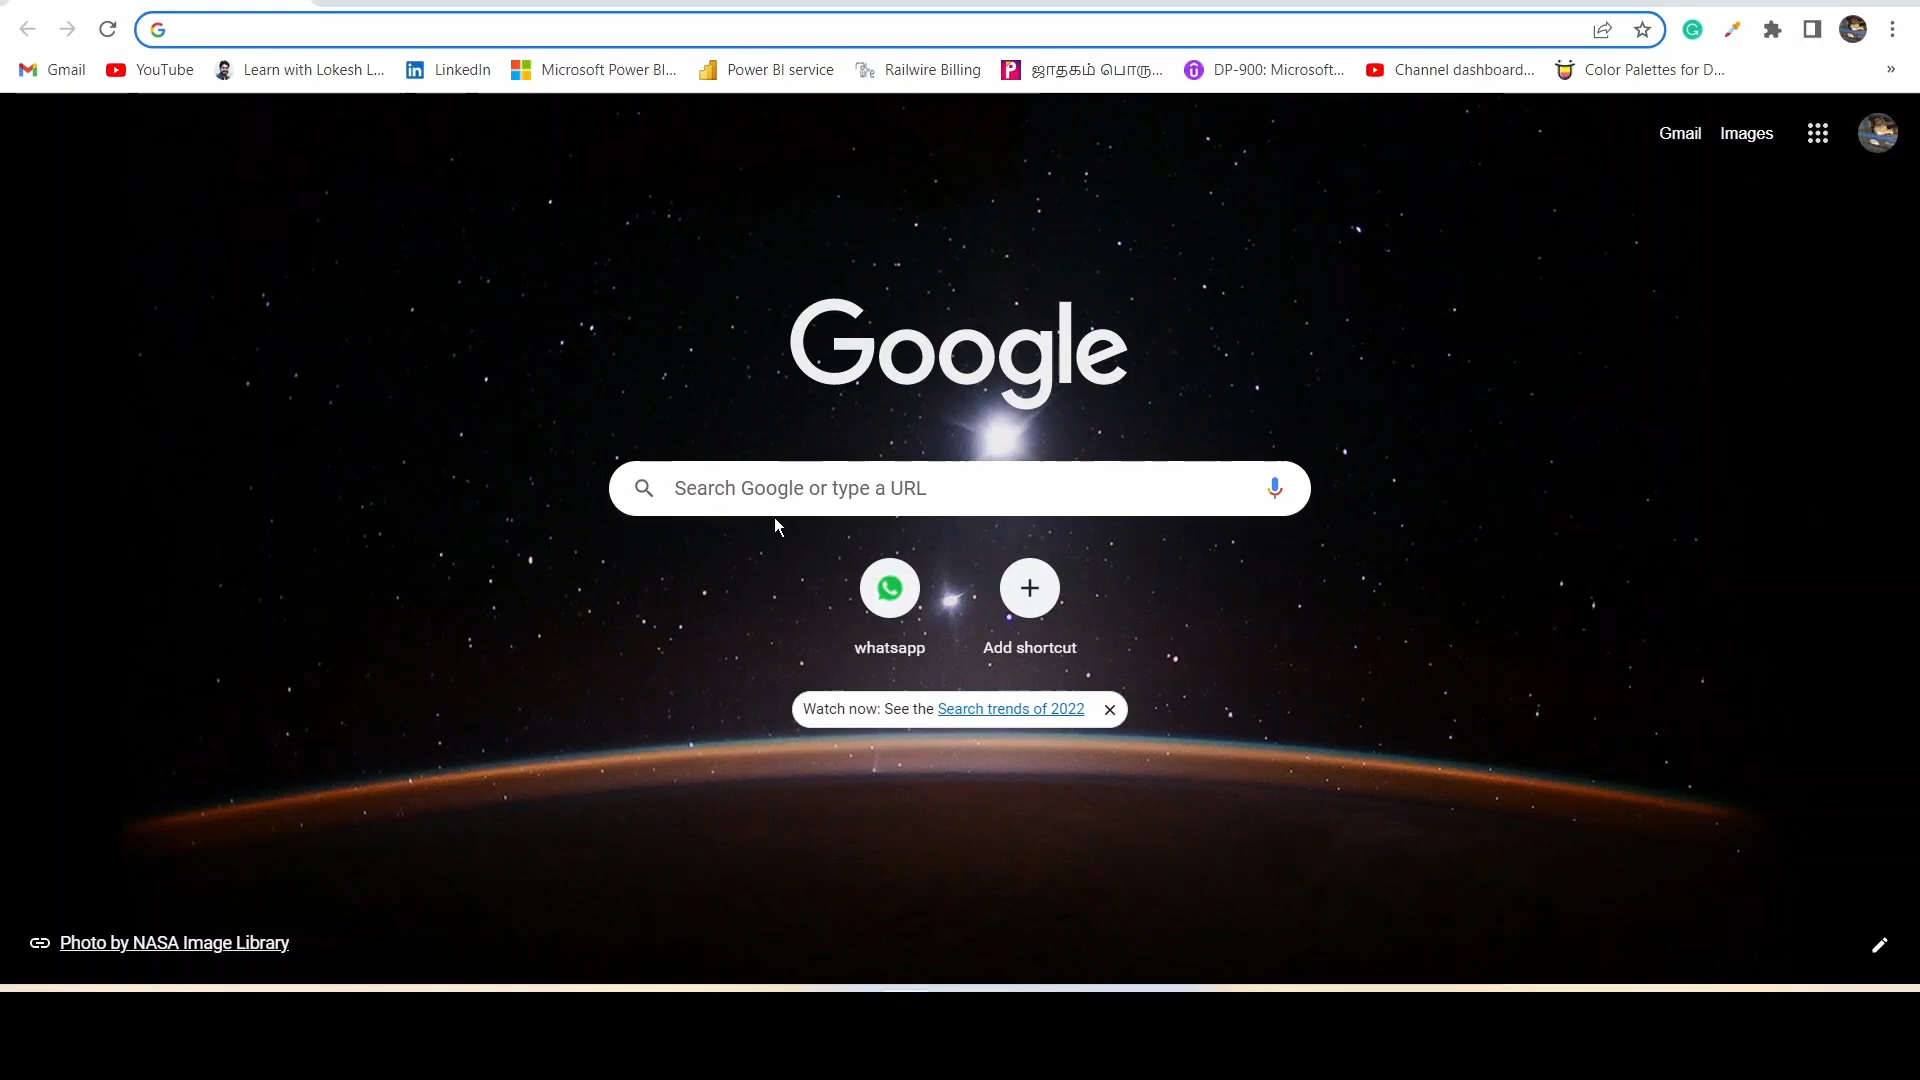 Gmail YouTube Learn with Lokesh L... LinkedIn Microsoft Power BI... Power BI service Railwire Billing ஜாதகம் பொரு... DP-900: Microsoft... Channel dashboard... Color Palettes for D... »
Gmail Images
Google
Search Google or type a URL
whatsapp Add shortcut
Watch now: See the Search trends of 2022
Photo by NASA Image Library